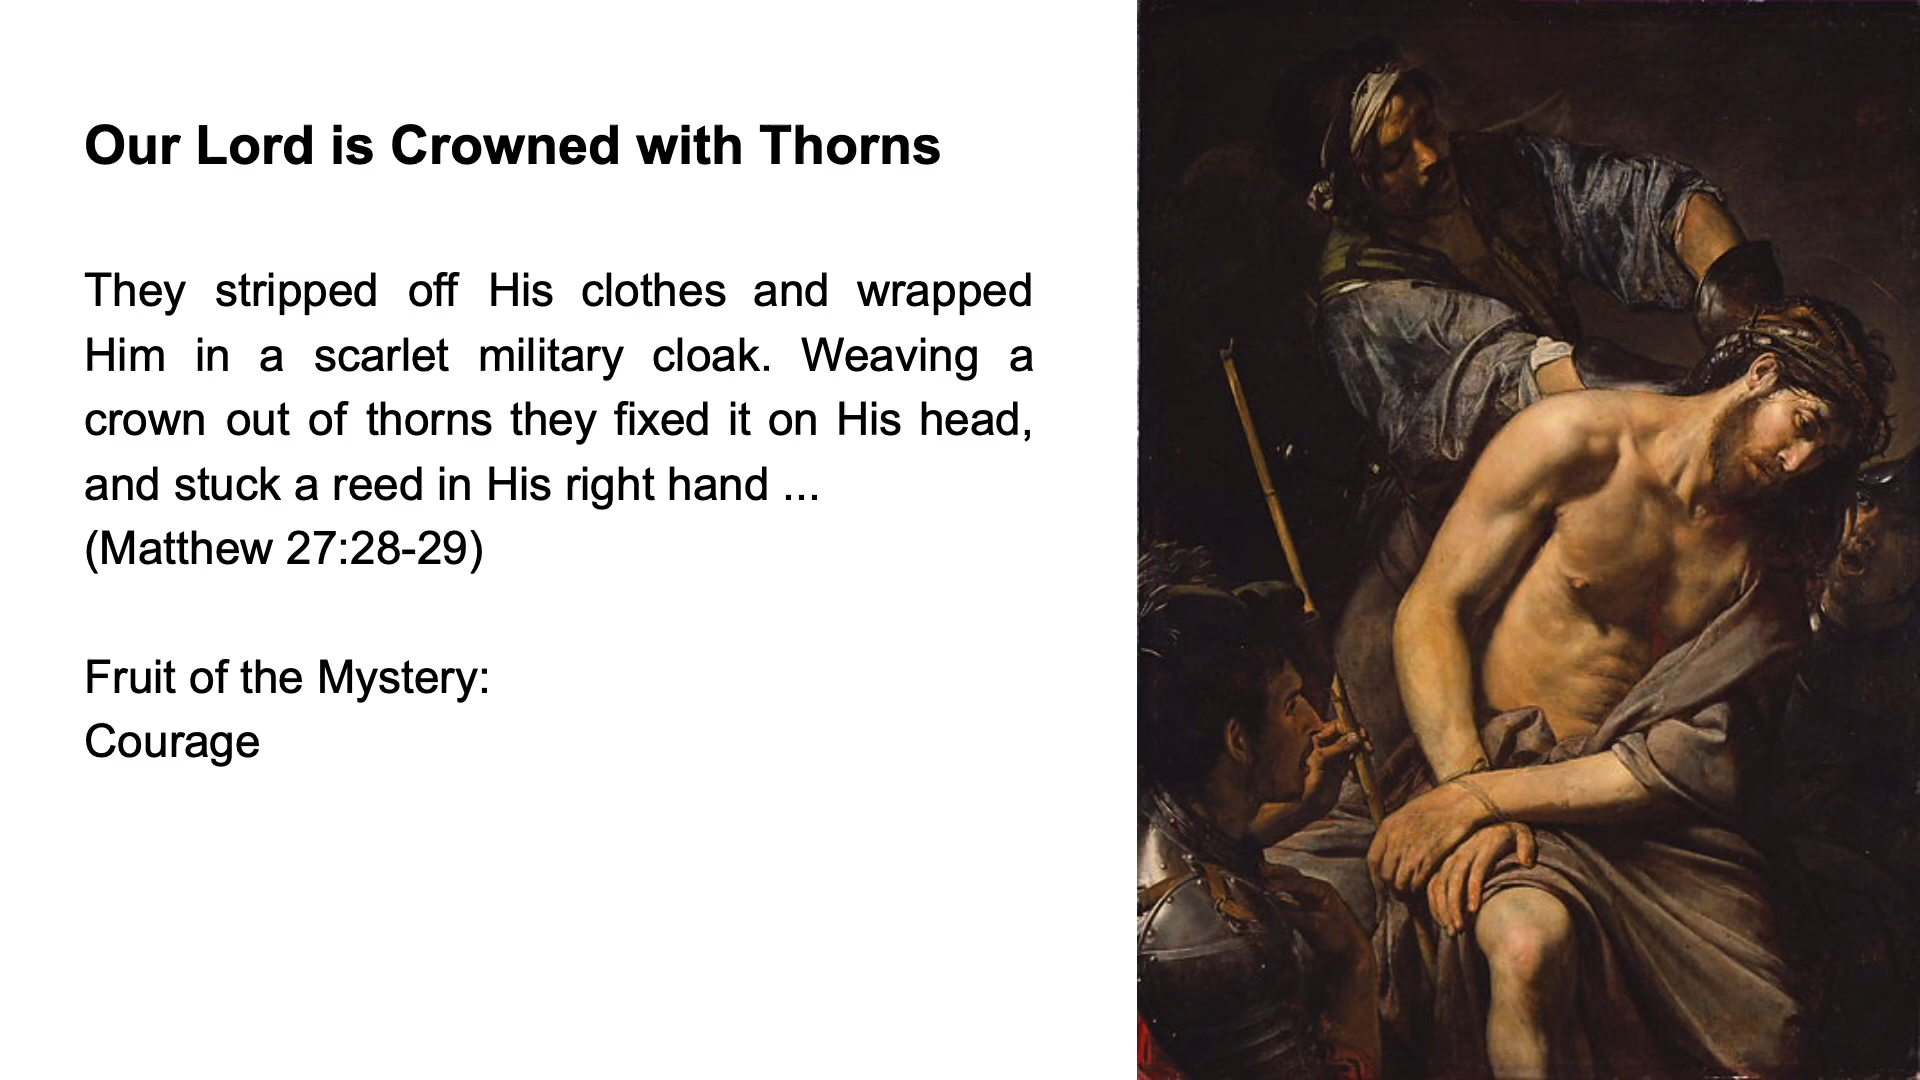 Our Lord is Crowned with Thorns
They stripped off His clothes and wrapped
Him in a scarlet military cloak. Weaving a
crown out of thorns they fixed it on His head,
and stuck a reed in His right hand ...
(Matthew 27:28-29)
Fruit of the Mystery:
Courage